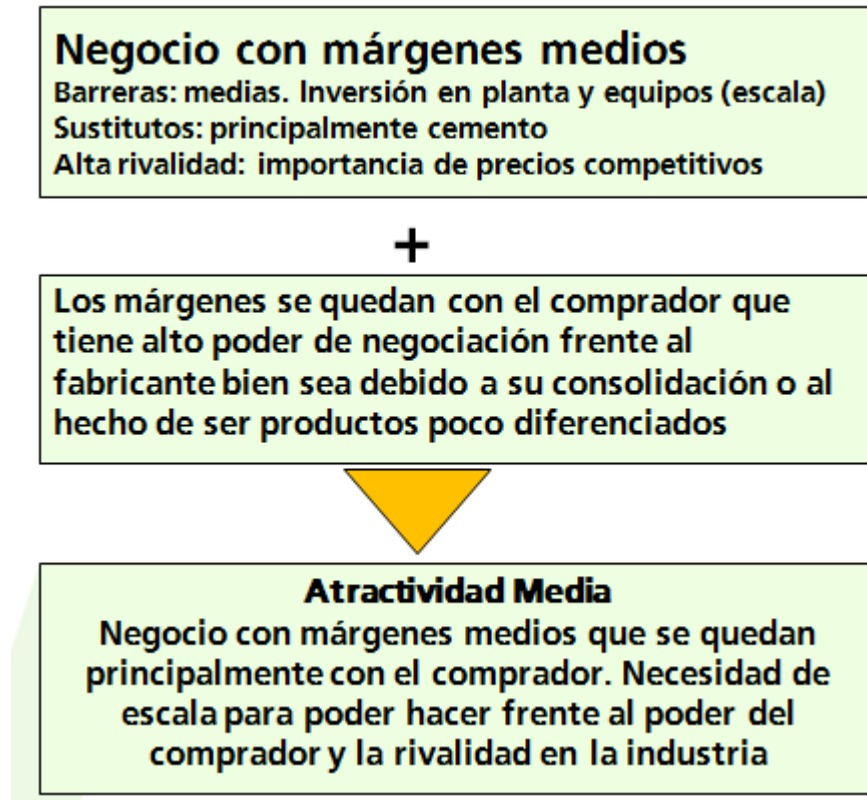 Negocio con márgenes medios
Barreras: medias. Inversión en planta y equipos (escala)
Sustitutos: principalmente cemento
Alta rivalidad: importancia de precios competitivos
+
Los márgenes se quedan con el comprador que
tiene alto poder de negociación frente al
fabricante bien sea debido a su consolidación o al
hecho de ser productos poco diferenciados
Atractividad Media
Negocio con márgenes medios que se quedan
principalmente con el comprador. Necesidad de
escala para poder hacer frente al poder del
comprador y la rivalidad en la industria